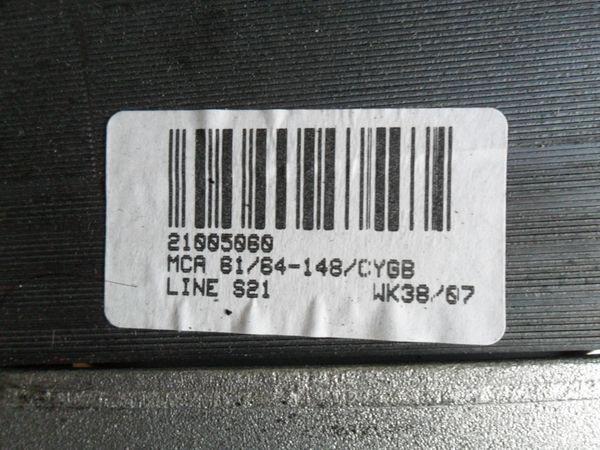 21005060
MCA 61/64-148/CYGB
LINE S21 WK38/07